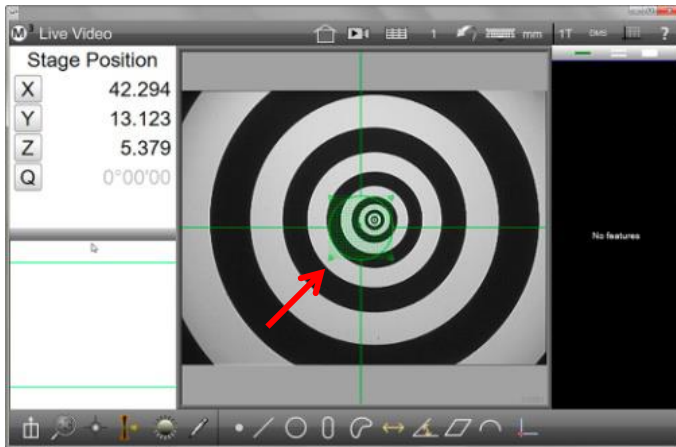 M³ Live Video
1
mm
1T
DMS
?
Stage Position
X 42.294
Y 13.123
Z 5.379
Q 0°00'00
No features